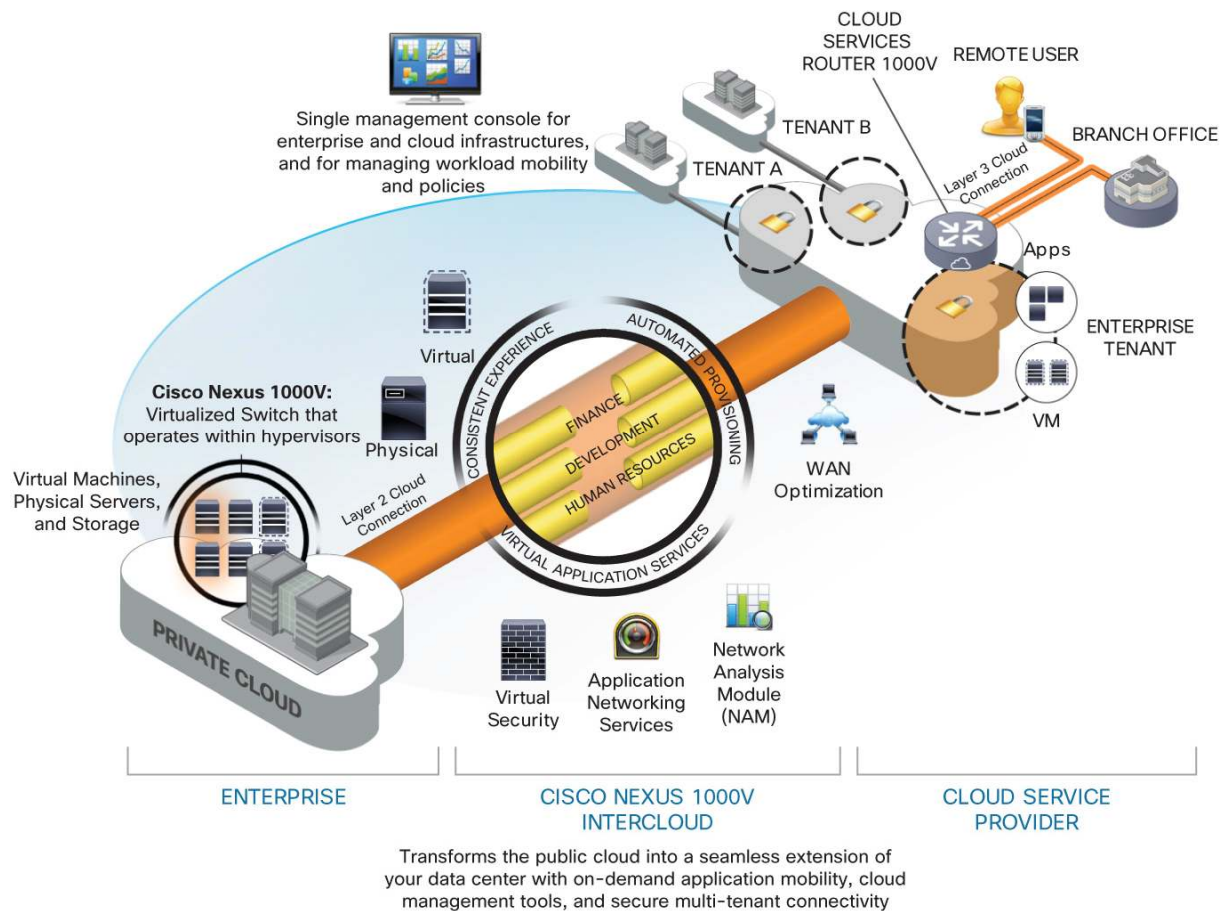 CLOUD
SERVICES
ROUTER 1000V
REMOTE USER
Single management console for
enterprise and cloud infrastructures,
and for managing workload mobility
and policies
TENANT B
TENANT A
BRANCH OFFICE
Layer 3 Cloud
Connection
Apps
ENTERPRISE
TENANT
VM
Virtual
Physical
Cisco Nexus 1000V:
Virtualized Switch that
operates within hypervisors
Virtual Machines,
Physical Servers,
and Storage
Layer 2 Cloud
Connection
CONSISTENT EXPERIENCE
AUTOMATED PROVISIONING
VIRTUAL APPLICATION SERVICES
FINANCE
DEVELOPMENT
HUMAN RESOURCES
WAN
Optimization
PRIVATE CLOUD
Virtual
Security
Application
Networking
Services
Network
Analysis
Module
(NAM)
ENTERPRISE
CISCO NEXUS 1000V
INTERCLOUD
CLOUD SERVICE
PROVIDER
Transforms the public cloud into a seamless extension of
your data center with on-demand application mobility, cloud
management tools, and secure multi-tenant connectivity